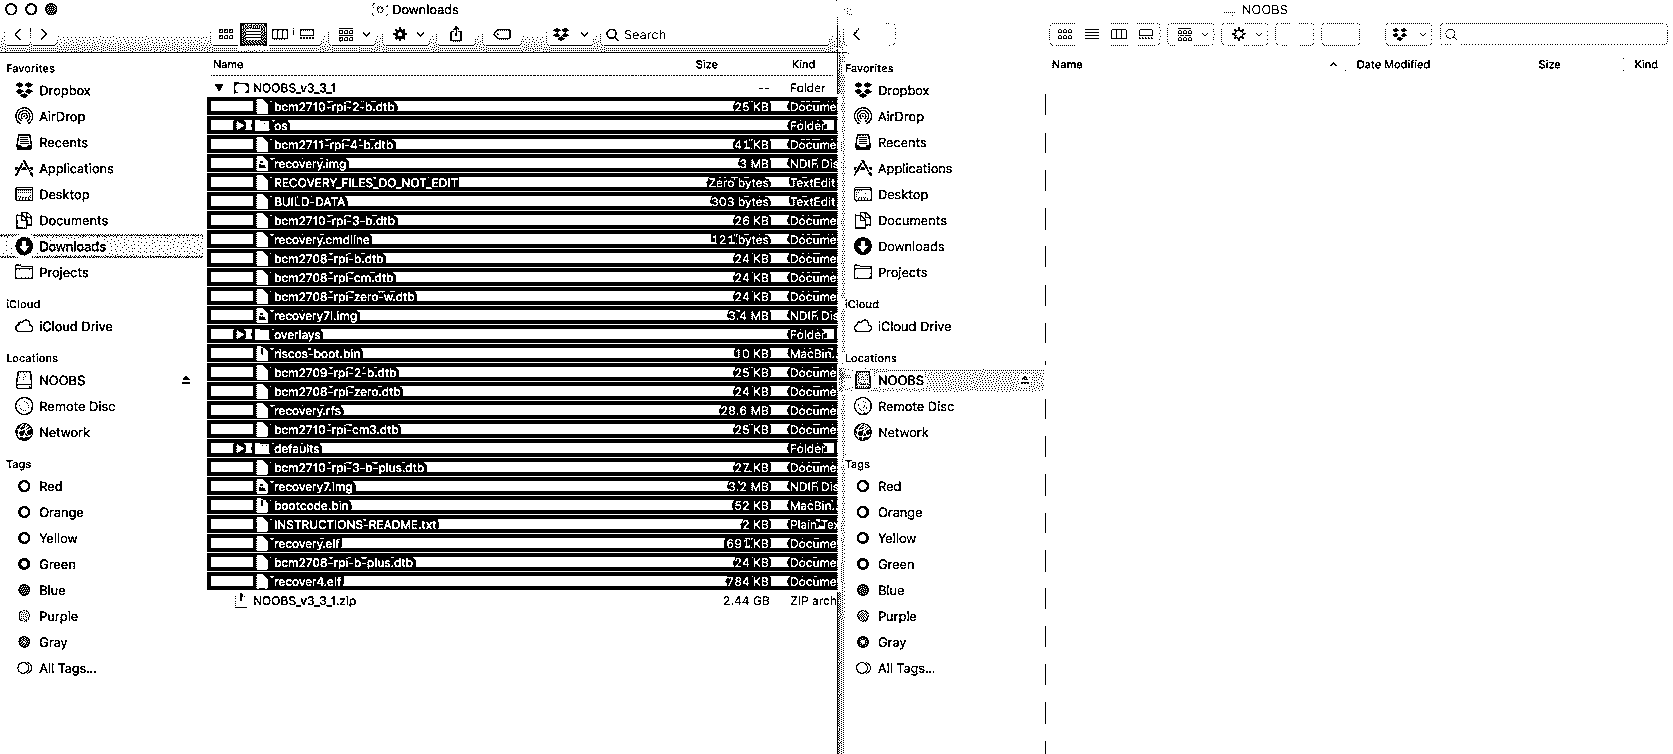 Downloads
Search
Favorites
Dropbox
AirDrop
Recents
Applications
Desktop
Documents
Downloads
Projects
iCloud
iCloud Drive
Locations
NOOBS
Remote Disc
Network
Tags
Red
Orange
Yellow
Green
Blue
Purple
Gray
All Tags...
Name Size Kind
NOOBS_v3_3_1 -- Folder
bcm2710-rpi-2-b.dtb 25 KB Docume
os Folder
bcm2711-rpi-4-b.dtb 41 KB Docume
recovery.img 3 MB NDIF Dis
RECOVERY_FILES_DO_NOT_EDIT Zero bytes TextEdit
BUILD-DATA 303 bytes TextEdit
bcm2710-rpi-3-b.dtb 26 KB Docume
recovery.cmdline 121 bytes Docume
bcm2708-rpi-b.dtb 24 KB Docume
bcm2708-rpi-cm.dtb 24 KB Docume
bcm2708-rpi-zero-w.dtb 24 KB Docume
recovery7l.img 3.4 MB NDIF Dis
overlays Folder
riscos-boot.bin 10 KB MacBin...
bcm2709-rpi-2-b.dtb 25 KB Docume
bcm2708-rpi-zero.dtb 24 KB Docume
recovery.rfs 28.6 MB Docume
bcm2710-rpi-cm3.dtb 25 KB Docume
defaults Folder
bcm2710-rpi-3-b-plus.dtb 27 KB Docume
recovery7.img 3.2 MB NDIF Dis
bootcode.bin 52 KB MacBin...
INSTRUCTIONS-README.txt 2 KB Plain Tex
recovery.elf 691 KB Docume
bcm2708-rpi-b-plus.dtb 24 KB Docume
recover4.elf 784 KB Docume
NOOBS_v3_3_1.zip 2.44 GB ZIP arch
NOOBS
Favorites
Dropbox
AirDrop
Recents
Applications
Desktop
Documents
Downloads
Projects
iCloud
iCloud Drive
Locations
NOOBS
Remote Disc
Network
Tags
Red
Orange
Yellow
Green
Blue
Purple
Gray
All Tags...
Name Date Modified Size Kind